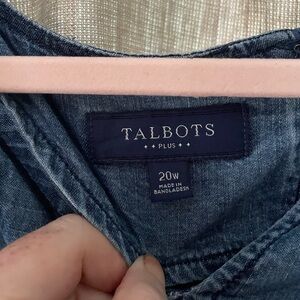 TALBOTS
✦ ✦ PLUS ✦ ✦
20W
MADE IN
BANGLADESH